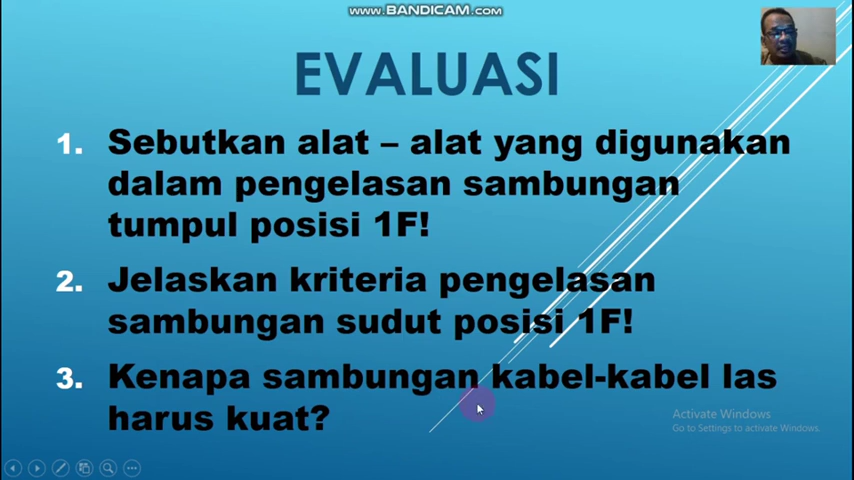 www.BANDICAM.com
EVALUASI
1. Sebutkan alat – alat yang digunakan
dalam pengelasan sambungan
tumpul posisi 1F!
2. Jelaskan kriteria pengelasan
sambungan sudut posisi 1F!
3. Kenapa sambungan kabel-kabel las
harus kuat?
Activate Windows
Go to Settings to activate Windows.